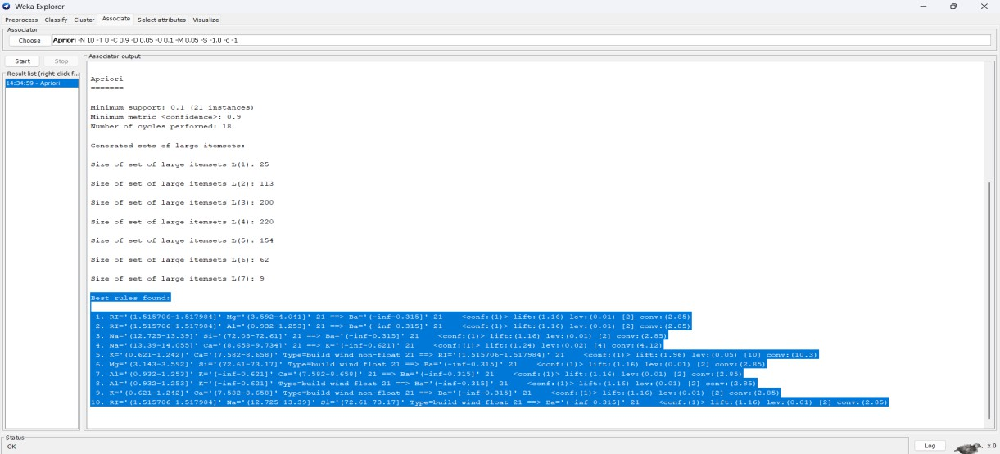 Weka Explorer
Preprocess Classify Cluster Associate Select attributes Visualize
Associator
Choose Apriori -N 10 -T 0 -C 0.9 -D 0.05 -U 0.1 -M 0.05 -S -1.0 -c -1
Start Stop
Associator output
Result list (right-click f...
14:34:59 - Apriori
Apriori
=======
Minimum support: 0.1 (21 instances)
Minimum metric <confidence>: 0.9
Number of cycles performed: 18
Generated sets of large itemsets:
Size of set of large itemsets L(1): 25
Size of set of large itemsets L(2): 113
Size of set of large itemsets L(3): 200
Size of set of large itemsets L(4): 220
Size of set of large itemsets L(5): 154
Size of set of large itemsets L(6): 62
Size of set of large itemsets L(7): 9
Best rules found:
1. RI='(1.515706-1.517984]' Mg='(3.592-4.041]' 21 ==> Ba='(-inf-0.315]' 21 <conf:(1)> lift:(1.16) lev:(0.01) [2] conv:(2.85)
2. RI='(1.515706-1.517984]' Al='(0.932-1.253]' 21 ==> Ba='(-inf-0.315]' 21 <conf:(1)> lift:(1.16) lev:(0.01) [2] conv:(2.85)
3. Na='(12.725-13.39]' Si='(72.05-72.61]' 21 ==> Ba='(-inf-0.315]' 21 <conf:(1)> lift:(1.16) lev:(0.01) [2] conv:(2.85)
4. Na='(13.39-14.055]' Ca='(8.658-9.734]' 21 ==> K='(-inf-0.621]' 21 <conf:(1)> lift:(1.24) lev:(0.02) [4] conv:(4.12)
5. K='(0.621-1.242]' Ca='(7.582-8.658]' Type=build wind non-float 21 ==> RI='(1.515706-1.517984]' 21 <conf:(1)> lift:(1.96) lev:(0.05) [10] conv:(10.3)
6. Mg='(3.143-3.592]' Si='(72.61-73.17]' Type=build wind float 21 ==> Ba='(-inf-0.315]' 21 <conf:(1)> lift:(1.16) lev:(0.01) [2] conv:(2.85)
7. Al='(0.932-1.253]' K='(-inf-0.621]' Ca='(7.582-8.658]' 21 ==> Ba='(-inf-0.315]' 21 <conf:(1)> lift:(1.16) lev:(0.01) [2] conv:(2.85)
8. Al='(0.932-1.253]' K='(-inf-0.621]' Type=build wind float 21 ==> Ba='(-inf-0.315]' 21 <conf:(1)> lift:(1.16) lev:(0.01) [2] conv:(2.85)
9. K='(0.621-1.242]' Ca='(7.582-8.658]' Type=build wind non-float 21 ==> Ba='(-inf-0.315]' 21 <conf:(1)> lift:(1.16) lev:(0.01) [2] conv:(2.85)
10. RI='(1.515706-1.517984]' Na='(12.725-13.39]' Si='(72.61-73.17]' Type=build wind float 21 ==> Ba='(-inf-0.315]' 21 <conf:(1)> lift:(1.16) lev:(0.01) [2] conv:(2.85)
Status
OK
Log
x 0